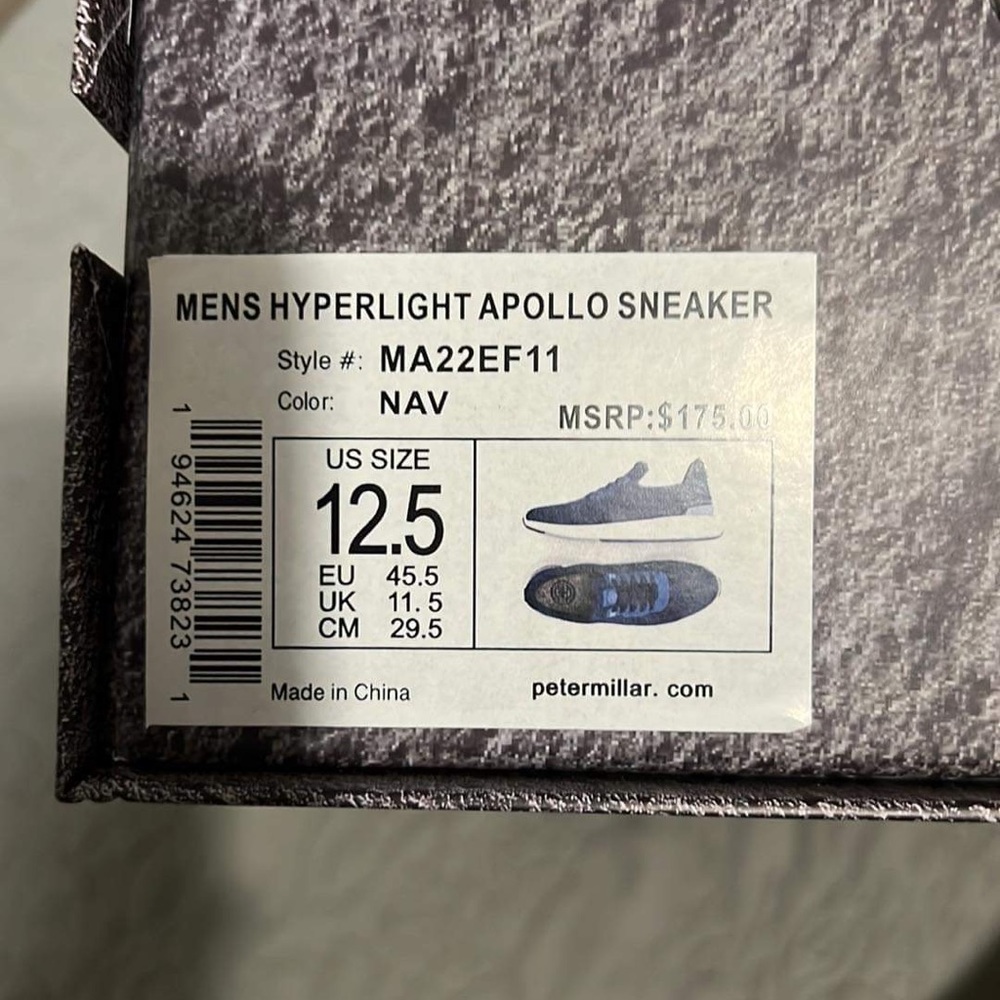 MENS HYPERLIGHT APOLLO SNEAKER
Style #: MA22EF11
Color: NAV
MSRP:$175.00
1 94624 73823 1
US SIZE
12.5
EU 45.5
UK 11. 5
CM 29.5
Made in China
petermillar. com